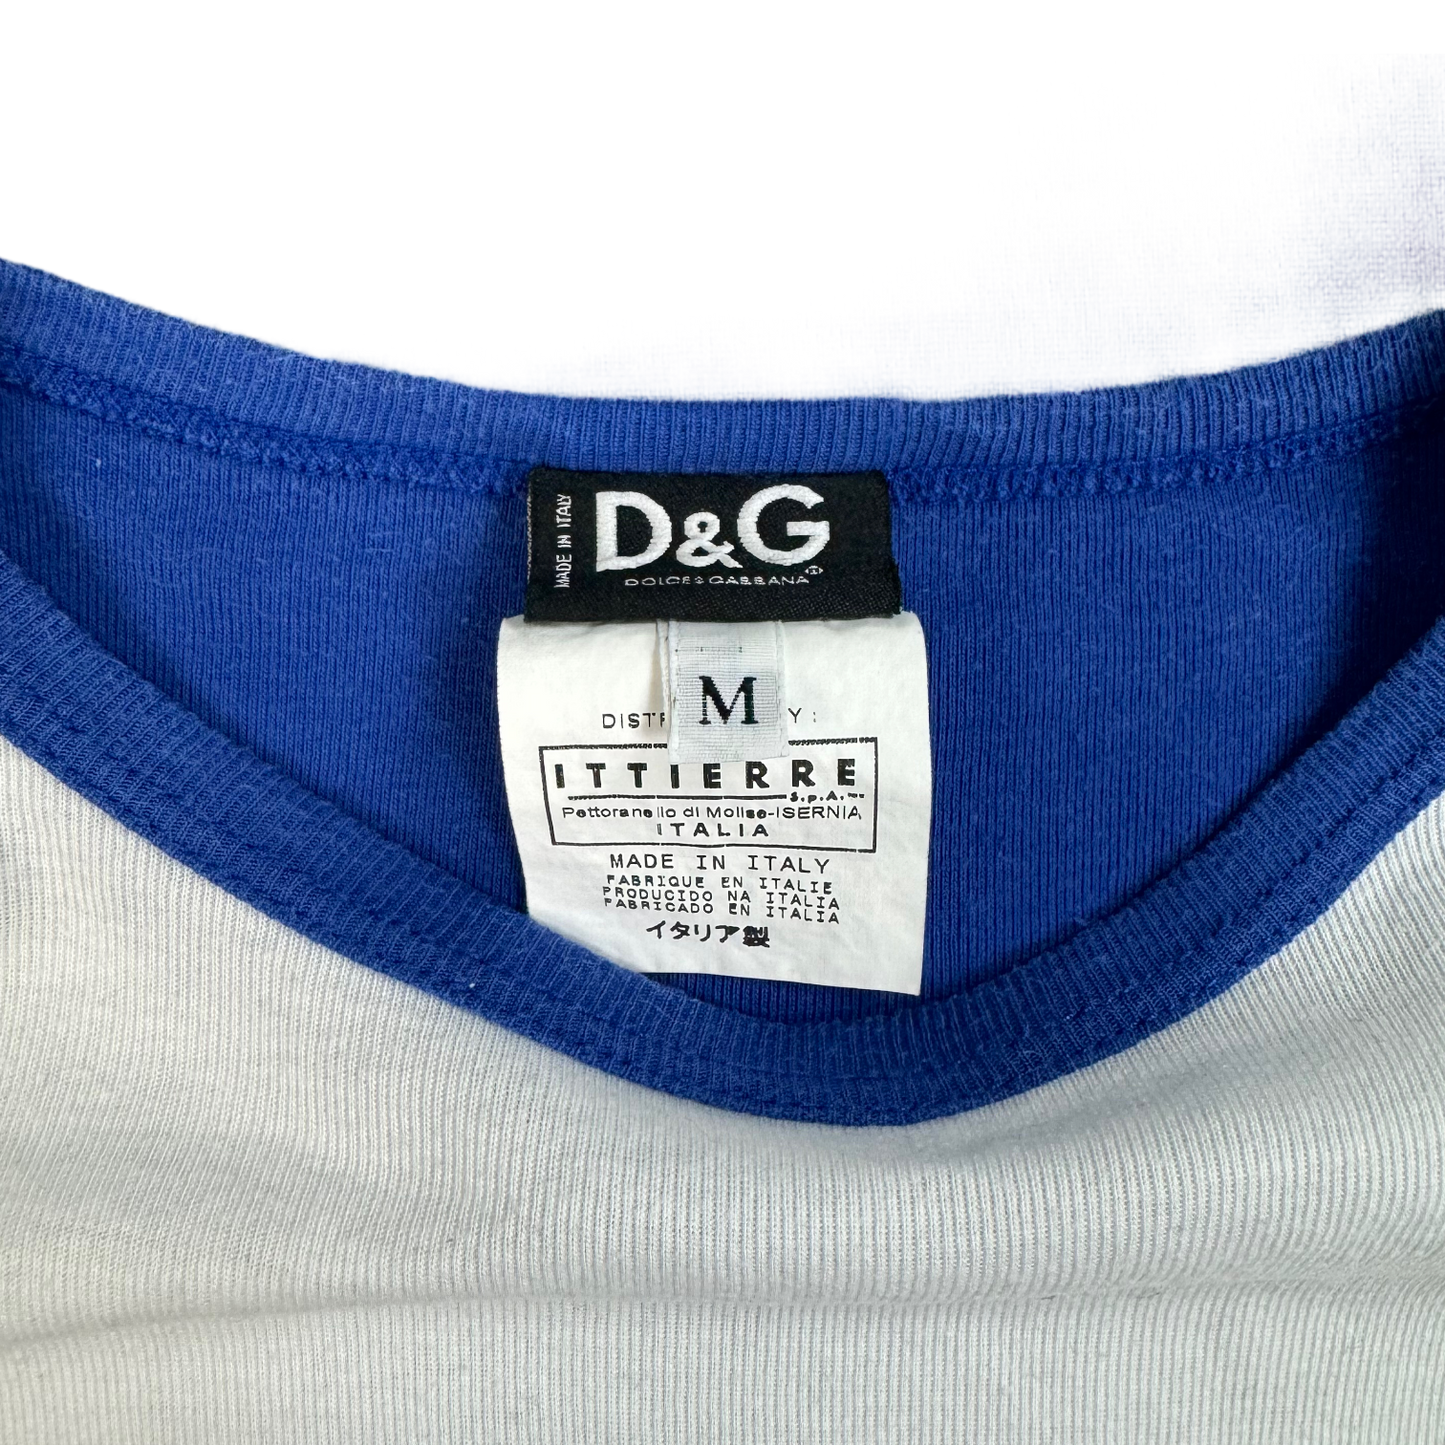 MADE IN ITALY
D&G
DOLCE&GABBANA
M
ITTIERRE
S.p.A.
Pettoranello di Molise-ISERNIA
ITALIA
MADE IN ITALY
FABRIQUE EN ITALIE
PRODUCIDO NA ITALIA
FABRICADO EN ITALIA
イタリア製